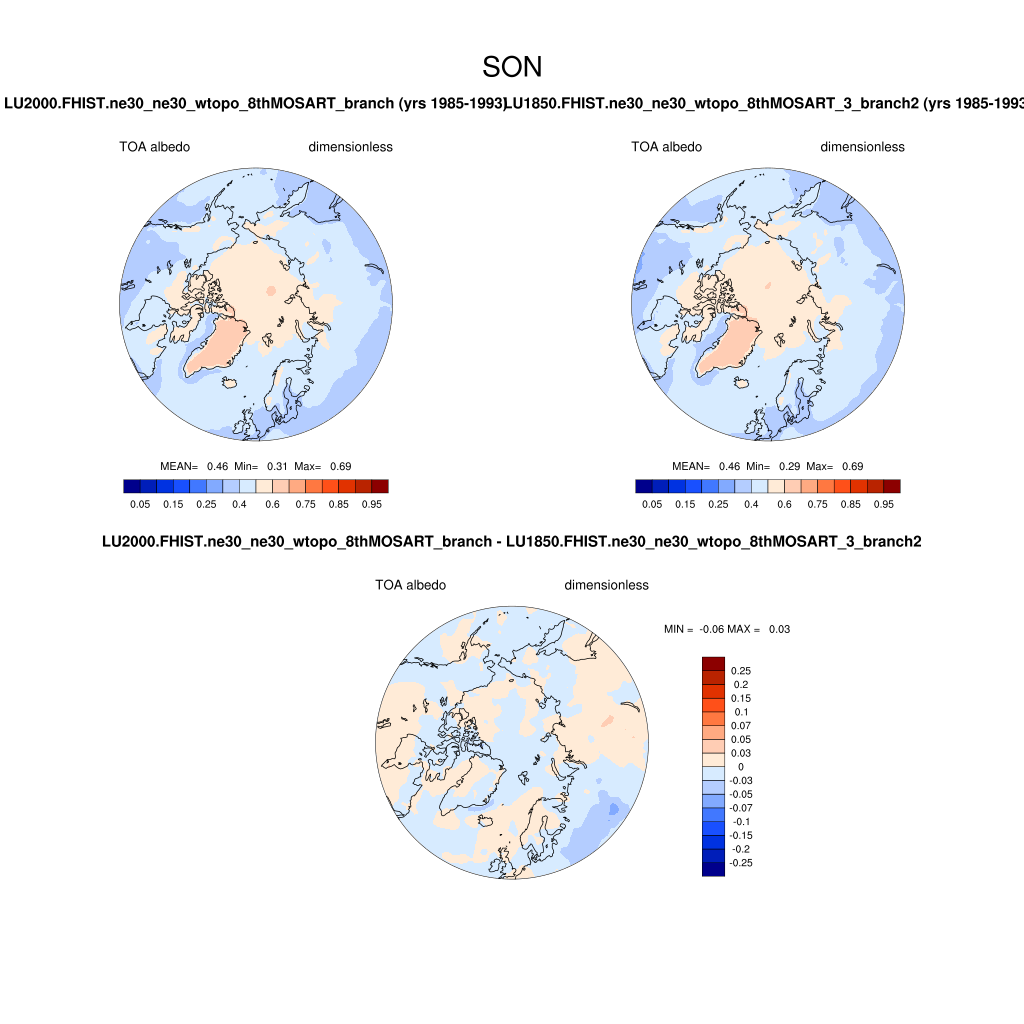 SON
LU2000.FHIST.ne30_ne30_wtopo_8thMOSART_branch (yrs 1985-1993)
LU1850.FHIST.ne30_ne30_wtopo_8thMOSART_3_branch2 (yrs 1985-1993
TOA albedo dimensionless
TOA albedo dimensionless
MEAN= 0.46 Min= 0.31 Max= 0.69
0.05 0.15 0.25 0.4 0.6 0.75 0.85 0.95
MEAN= 0.46 Min= 0.29 Max= 0.69
0.05 0.15 0.25 0.4 0.6 0.75 0.85 0.95
LU2000.FHIST.ne30_ne30_wtopo_8thMOSART_branch - LU1850.FHIST.ne30_ne30_wtopo_8thMOSART_3_branch2
TOA albedo dimensionless
MIN = -0.06 MAX = 0.03
0.25
0.2
0.15
0.1
0.07
0.05
0.03
0
-0.03
-0.05
-0.07
-0.1
-0.15
-0.2
-0.25